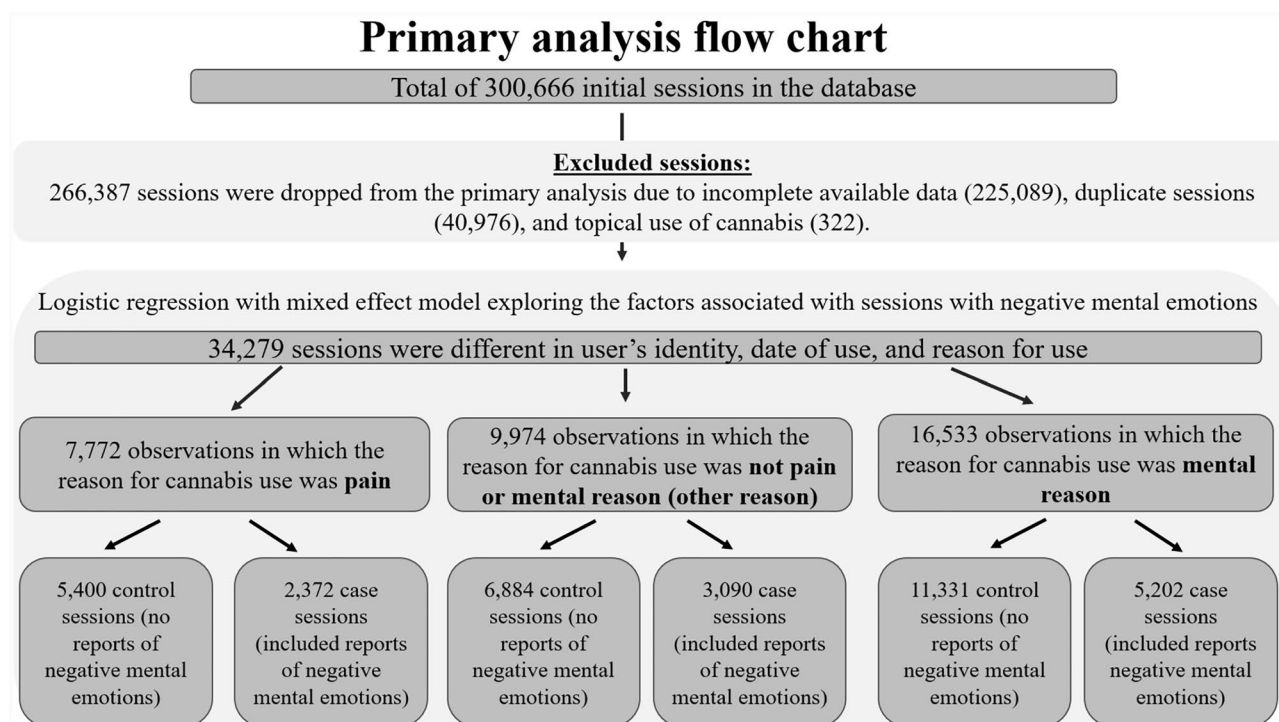 Primary analysis flow chart
Total of 300,666 initial sessions in the database
Excluded sessions:
266,387 sessions were dropped from the primary analysis due to incomplete available data (225,089), duplicate sessions
(40,976), and topical use of cannabis (322).
Logistic regression with mixed effect model exploring the factors associated with sessions with negative mental emotions
34,279 sessions were different in user's identity, date of use, and reason for use
7,772 observations in which the
reason for cannabis use was pain
9,974 observations in which the
reason for cannabis use was not pain
or mental reason (other reason)
16,533 observations in which the
reason for cannabis use was mental
reason
5,400 control
sessions (no
reports of
negative mental
emotions)
2,372 case
sessions
(included reports
of negative
mental emotions)
6,884 control
sessions (no
reports of
negative mental
emotions)
3,090 case
sessions
(included reports
of negative
mental emotions)
11,331 control
sessions (no
reports of
negative mental
emotions)
5,202 case
sessions
(included reports
negative mental
emotions)